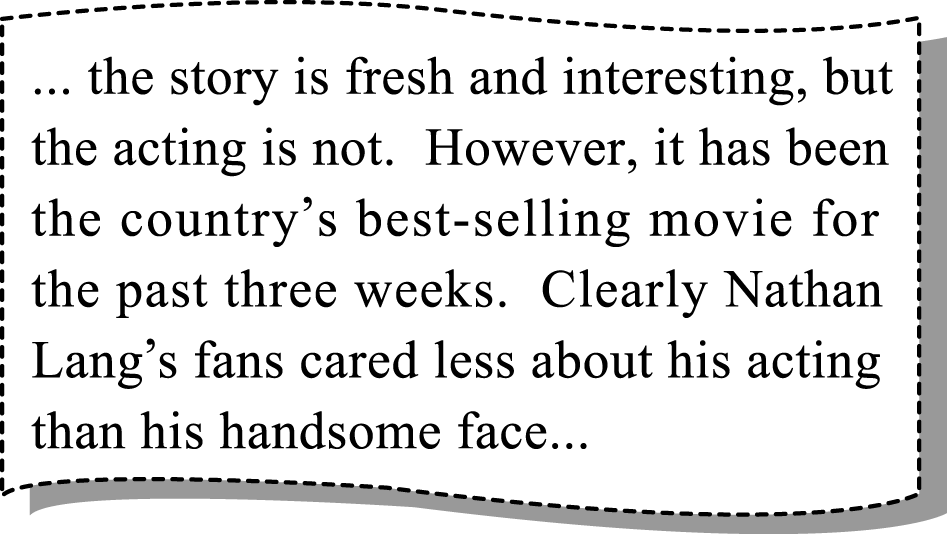 ... the story is fresh and interesting, but
the acting is not. However, it has been
the country’s best-selling movie for
the past three weeks. Clearly Nathan
Lang’s fans cared less about his acting
than his handsome face...